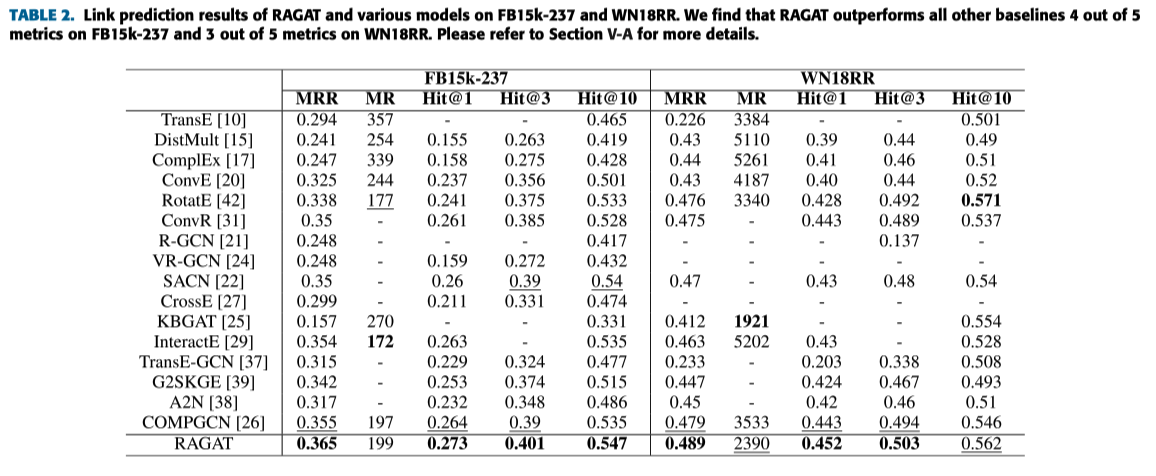 TABLE 2. Link prediction results of RAGAT and various models on FB15k-237 and WN18RR. We find that RAGAT outperforms all other baselines 4 out of 5
metrics on FB15k-237 and 3 out of 5 metrics on WN18RR. Please refer to Section V-A for more details.
FB15k-237 WN18RR
MRR MR Hit@1 Hit@3 Hit@10 MRR MR Hit@1 Hit@3 Hit@10
TransE [10] 0.294 357 - - 0.465 0.226 3384 - - 0.501
DistMult [15] 0.241 254 0.155 0.263 0.419 0.43 5110 0.39 0.44 0.49
ComplEx [17] 0.247 339 0.158 0.275 0.428 0.44 5261 0.41 0.46 0.51
ConvE [20] 0.325 244 0.237 0.356 0.501 0.43 4187 0.40 0.44 0.52
RotatE [42] 0.338 177 0.241 0.375 0.533 0.476 3340 0.428 0.492 0.571
ConvR [31] 0.35 - 0.261 0.385 0.528 0.475 - 0.443 0.489 0.537
R-GCN [21] 0.248 - - - 0.417 - - - 0.137 -
VR-GCN [24] 0.248 - 0.159 0.272 0.432 - - - - -
SACN [22] 0.35 - 0.26 0.39 0.54 0.47 - 0.43 0.48 0.54
CrossE [27] 0.299 - 0.211 0.331 0.474 - - - - -
KBGAT [25] 0.157 270 - - 0.331 0.412 1921 - - 0.554
InteractE [29] 0.354 172 0.263 - 0.535 0.463 5202 0.43 - 0.528
TransE-GCN [37] 0.315 - 0.229 0.324 0.477 0.233 - 0.203 0.338 0.508
G2SKGE [39] 0.342 - 0.253 0.374 0.515 0.447 - 0.424 0.467 0.493
A2N [38] 0.317 - 0.232 0.348 0.486 0.45 - 0.42 0.46 0.51
COMPGCN [26] 0.355 197 0.264 0.39 0.535 0.479 3533 0.443 0.494 0.546
RAGAT 0.365 199 0.273 0.401 0.547 0.489 2390 0.452 0.503 0.562